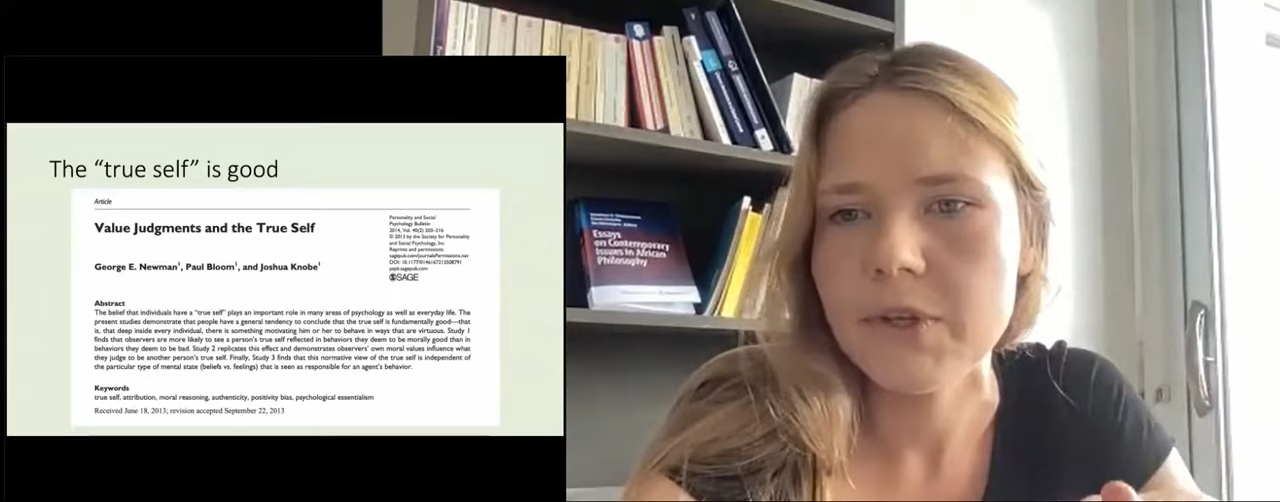 The “true self” is good
Article
Value Judgments and the True Self
Personality and Social
Psychology Bulletin
2014, Vol. 40(2) 203–216
© 2013 by the Society for Personality
and Social Psychology, Inc
Reprints and permissions:
sagepub.com/journalsPermissions.nav
DOI: 10.1177/0146167213508791
pspb.sagepub.com
SAGE
George E. Newman1, Paul Bloom1, and Joshua Knobe1
Abstract
The belief that individuals have a “true self” plays an important role in many areas of psychology as well as everyday life. The
present studies demonstrate that people have a general tendency to conclude that the true self is fundamentally good—that
is, that deep inside every individual, there is something motivating him or her to behave in ways that are virtuous. Study 1
finds that observers are more likely to see a person’s true self reflected in behaviors they deem to be morally good than in
behaviors they deem to be bad. Study 2 replicates this effect and demonstrates observers’ own moral values influence what
they judge to be another person’s true self. Finally, Study 3 finds that this normative view of the true self is independent of
the particular type of mental state (beliefs vs. feelings) that is seen as responsible for an agent’s behavior.
Keywords
true self, attribution, moral reasoning, authenticity, positivity bias, psychological essentialism
Received June 18, 2013; revision accepted September 22, 2013
Essays
on Contemporary
Issues in African
Philosophy